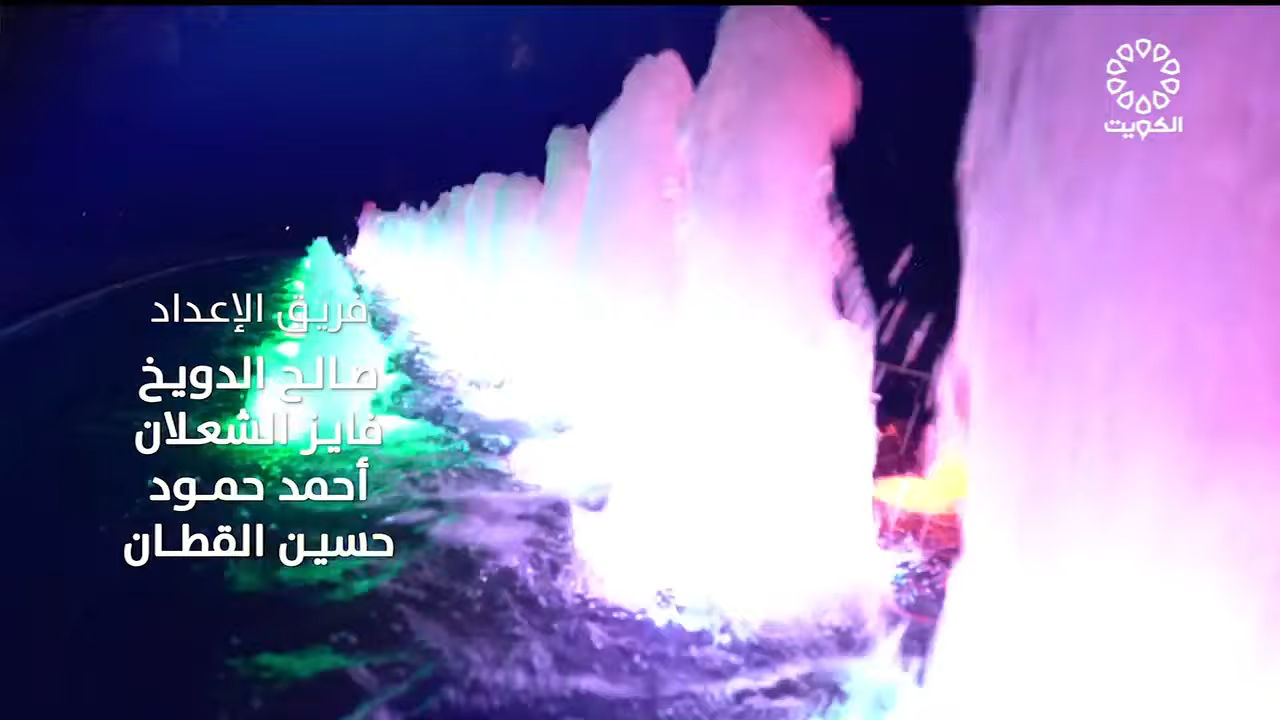 الكويت
فريق الإعداد
صالح الدويخ
فايز الشعلان
أحمد حمود
حسين القطان